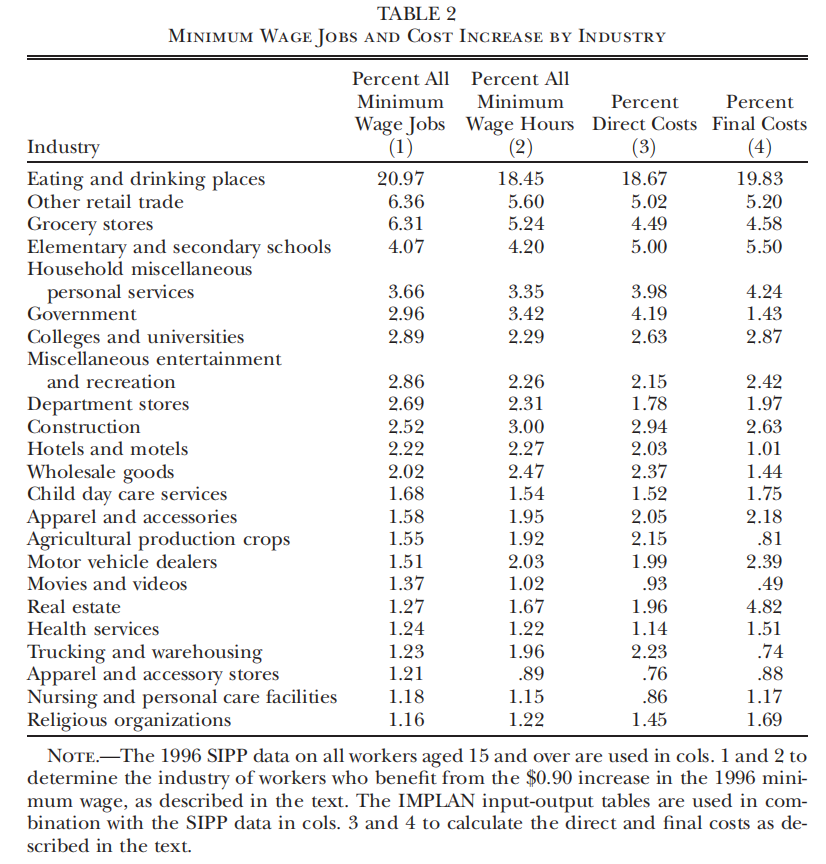 TABLE 2
Minimum Wage Jobs and Cost Increase by Industry
Percent All Percent All
Minimum Minimum Percent Percent
Wage Jobs Wage Hours Direct Costs Final Costs
Industry (1) (2) (3) (4)
Eating and drinking places 20.97 18.45 18.67 19.83
Other retail trade 6.36 5.60 5.02 5.20
Grocery stores 6.31 5.24 4.49 4.58
Elementary and secondary schools 4.07 4.20 5.00 5.50
Household miscellaneous
personal services 3.66 3.35 3.98 4.24
Government 2.96 3.42 4.19 1.43
Colleges and universities 2.89 2.29 2.63 2.87
Miscellaneous entertainment
and recreation 2.86 2.26 2.15 2.42
Department stores 2.69 2.31 1.78 1.97
Construction 2.52 3.00 2.94 2.63
Hotels and motels 2.22 2.27 2.03 1.01
Wholesale goods 2.02 2.47 2.37 1.44
Child day care services 1.68 1.54 1.52 1.75
Apparel and accessories 1.58 1.95 2.05 2.18
Agricultural production crops 1.55 1.92 2.15 .81
Motor vehicle dealers 1.51 2.03 1.99 2.39
Movies and videos 1.37 1.02 .93 .49
Real estate 1.27 1.67 1.96 4.82
Health services 1.24 1.22 1.14 1.51
Trucking and warehousing 1.23 1.96 2.23 .74
Apparel and accessory stores 1.21 .89 .76 .88
Nursing and personal care facilities 1.18 1.15 .86 1.17
Religious organizations 1.16 1.22 1.45 1.69
Note.—The 1996 SIPP data on all workers aged 15 and over are used in cols. 1 and 2 to
determine the industry of workers who benefit from the $0.90 increase in the 1996 mini-
mum wage, as described in the text. The IMPLAN input-output tables are used in com-
bination with the SIPP data in cols. 3 and 4 to calculate the direct and final costs as de-
scribed in the text.